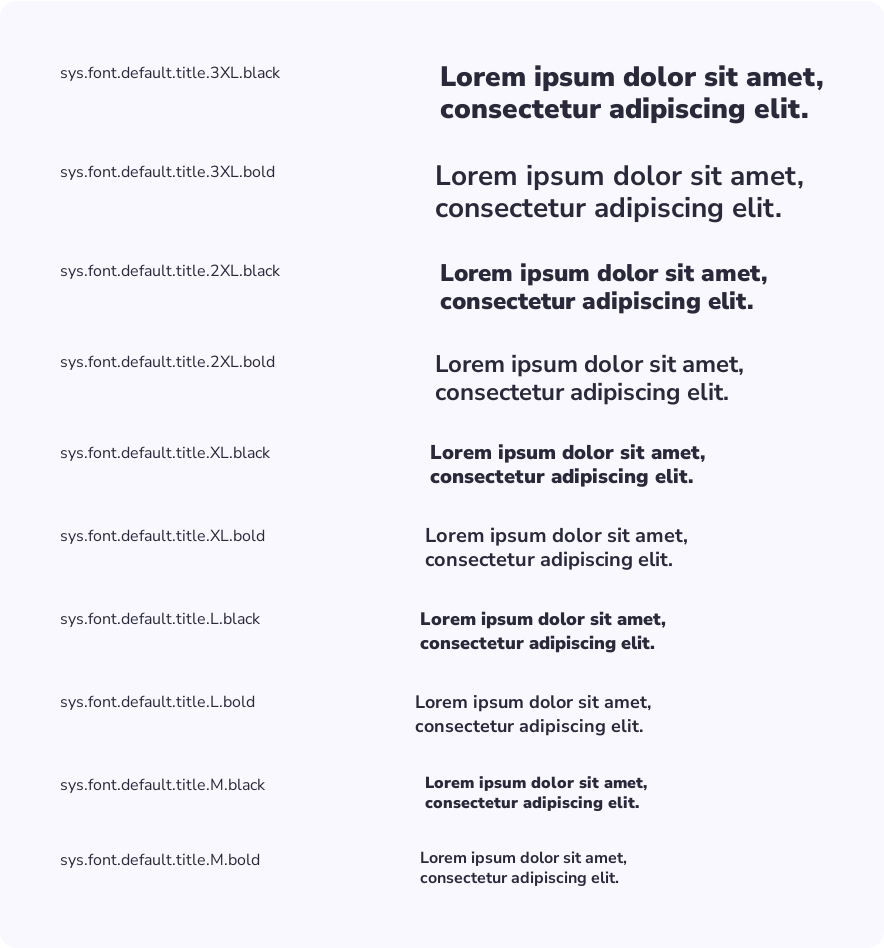 sys.font.default.title.3XL.black
Lorem ipsum dolor sit amet,
consectetur adipiscing elit.
sys.font.default.title.3XL.bold
Lorem ipsum dolor sit amet,
consectetur adipiscing elit.
sys.font.default.title.2XL.black
Lorem ipsum dolor sit amet,
consectetur adipiscing elit.
sys.font.default.title.2XL.bold
Lorem ipsum dolor sit amet,
consectetur adipiscing elit.
sys.font.default.title.XL.black
Lorem ipsum dolor sit amet,
consectetur adipiscing elit.
sys.font.default.title.XL.bold
Lorem ipsum dolor sit amet,
consectetur adipiscing elit.
sys.font.default.title.L.black
Lorem ipsum dolor sit amet,
consectetur adipiscing elit.
sys.font.default.title.L.bold
Lorem ipsum dolor sit amet,
consectetur adipiscing elit.
sys.font.default.title.M.black
Lorem ipsum dolor sit amet,
consectetur adipiscing elit.
sys.font.default.title.M.bold
Lorem ipsum dolor sit amet,
consectetur adipiscing elit.